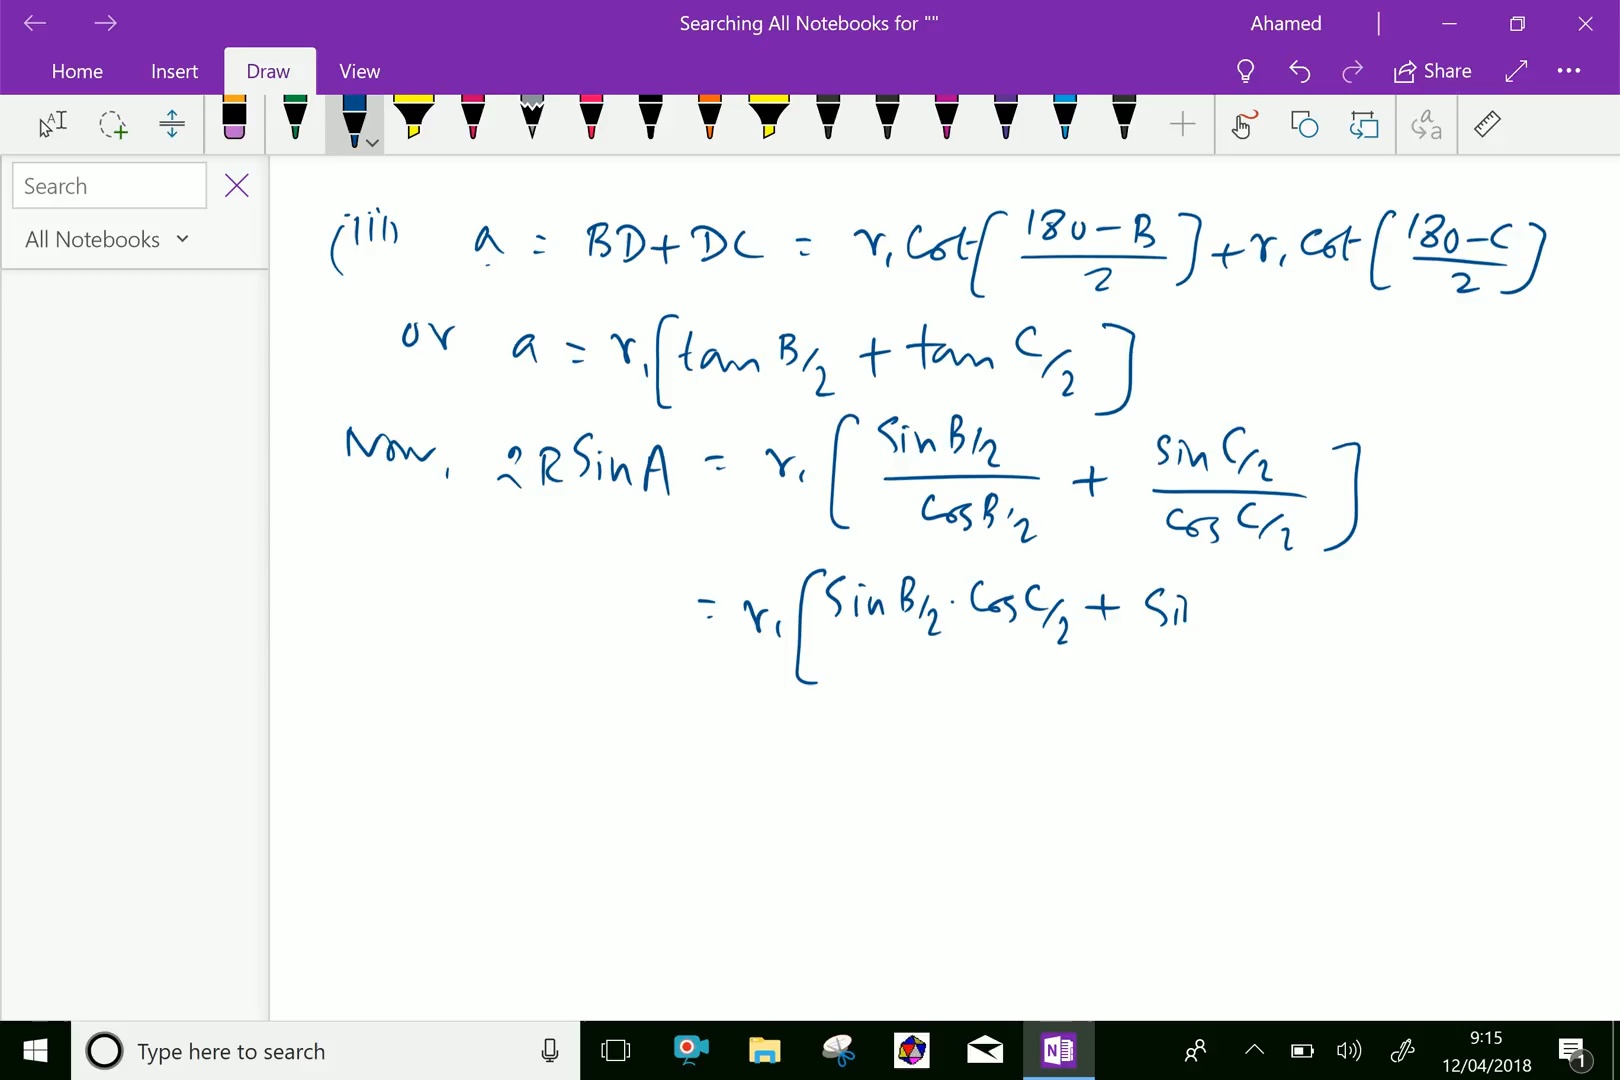 Searching All Notebooks for ""
Ahamed
Home Insert Draw View
Share
Search
All Notebooks
(iii) a = BD + DC = r₁ cot[(180 - B)/2] + r₁ cot[(180 - C)/2]
or a = r₁[tan B/2 + tan C/2]
Now, 2R Sin A = r₁[sin B/2 / cos B/2 + sin C/2 / cos C/2]
= r₁[sin B/2 · cos C/2 + Sin
Type here to search
9:15
12/04/2018
1